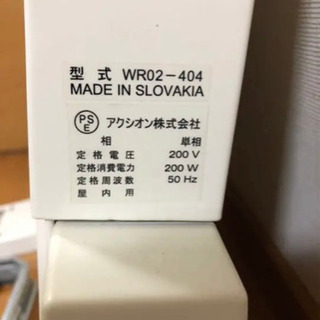 型式 WR02-404
MADE IN SLOVAKIA
PS
E
アクシオン株式会社
相 単相
定格電圧 200 V
定格消費電力 200 W
定格周波数 50 Hz
屋内用